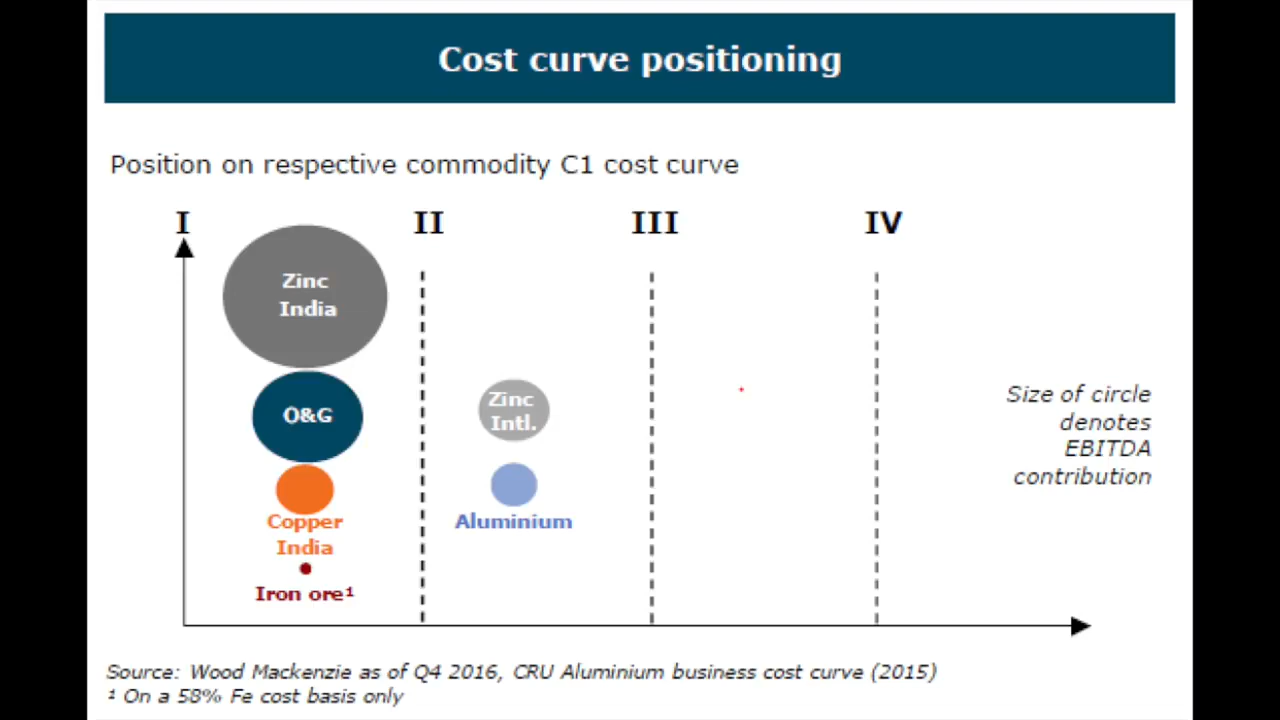 Cost curve positioning
Position on respective commodity C1 cost curve
I II III IV
Zinc
India
O&G
Zinc
Intl.
Copper
India
Aluminium
Iron ore¹
Size of circle
denotes
EBITDA
contribution
Source: Wood Mackenzie as of Q4 2016, CRU Aluminium business cost curve (2015)
¹ On a 58% Fe cost basis only